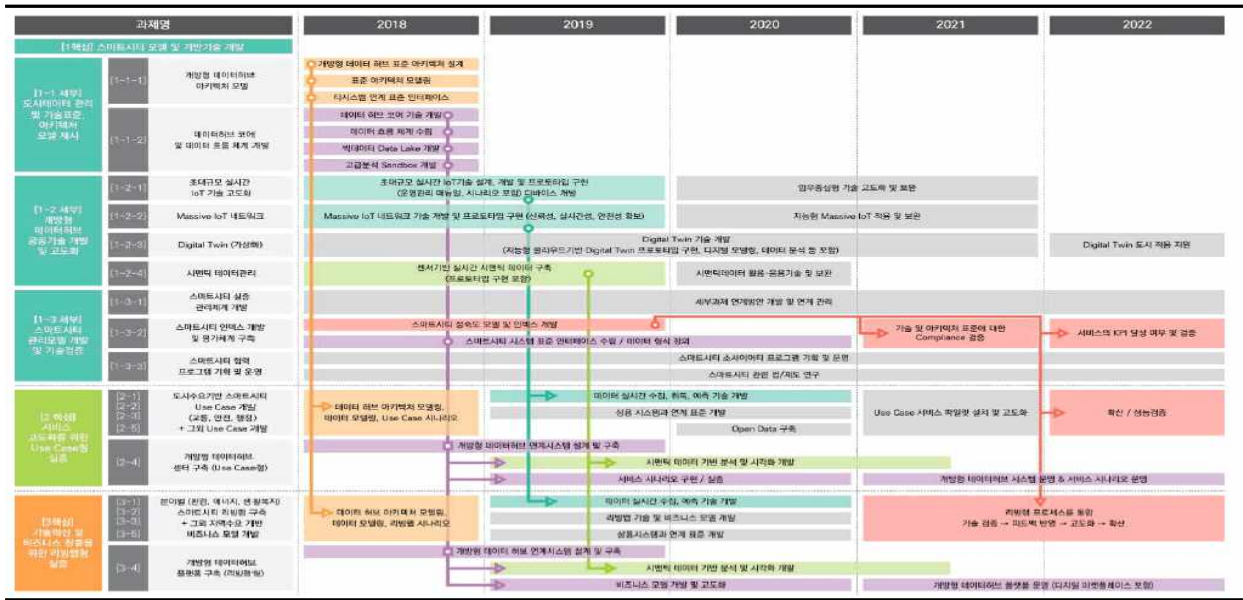 과제명
2018
2019
2020
2021
2022
[1핵심] 스마트시티 모델 및 기반기술 개발
[1-1 세부]
도시데이터 관리
및 기술표준,
아키텍처
모델 제시
[1-1-1]
개방형 데이터허브
아키텍처 모델
개방형 데이터 허브 표준 아키텍처 설계
표준 아키텍처 모델링
타시스템 연계 표준 인터페이스
[1-1-2]
데이터허브 코어
및 데이터 흐름 체계 개발
데이터 허브 코어 기술 개발
데이터 흐름 체계 수립
빅데이터 Data Lake 개발
고급분석 Sandbox 개발
[1-2 세부]
개방형
데이터허브
공통기술 개발
및 고도화
[1-2-1]
초대규모 실시간
IoT 기술 고도화
초대규모 실시간 IoT기술 설계, 개발 및 프로토타입 구현
(운영관리 매뉴얼, 시나리오 포함) 디바이스 개발
임무중심형 기술 고도화 및 보완
[1-2-2]
Massive IoT 네트워크
Massive IoT 네트워크 기술 개발 및 프로토타입 구현 (신뢰성, 실시간성, 안전성 확보)
지능형 Massive IoT 적용 및 보완
[1-2-3]
Digital Twin (가상화)
Digital Twin 기술 개발
(지능형 클라우드기반 Digital Twin 프로토타입 구현, 디지털 모델링, 데이터 분석 등 포함)
Digital Twin 도시 적용 지원
[1-2-4]
시맨틱 데이터관리
센서기반 실시간 시맨틱 데이터 구축
(프로토타입 구현 포함)
시맨틱데이터 활용·응용기술 및 보완
[1-3 세부]
스마트시티
관리모델 개발
및 기술검증
[1-3-1]
스마트시티 실증
관리체계 개발
세부과제 연계방안 개발 및 연계 관리
[1-3-2]
스마트시티 인덱스 개발
및 평가체계 구축
스마트시티 성숙도 모델 및 인덱스 개발
스마트시티 시스템 표준 인터페이스 수립 / 데이터 형식 정의
기술 및 아키텍처 표준에 대한
Compliance 검증
서비스의 KPI 달성 여부 및 검증
[1-3-3]
스마트시티 협력
프로그램 기획 및 운영
스마트시티 소사이어티 프로그램 기획 및 운영
스마트시티 관련 법/제도 연구
[2 핵심]
서비스
고도화를 위한
Use Case형
실증
[2-1]
[2-2]
[2-3]
[2-5]
도시수요기반 스마트시티
Use Case 개발
(교통, 안전, 행정)
+ 그외 Use Case 개발
데이터 허브 아키텍처 모델링,
데이터 모델링, Use Case 시나리오
데이터 실시간 수집, 취득, 예측 기술 개발
상용 시스템과 연계 표준 개발
Open Data 구축
Use Case 서비스 파일럿 설치 및 고도화
확산 / 성능검증
[2-4]
개방형 데이터허브
센터 구축 (Use Case형)
개방형 데이터허브 연계시스템 설계 및 구축
시맨틱 데이터 기반 분석 및 시각화 개발
서비스 시나리오 구현 / 실증
개방형 데이터허브 시스템 운영 & 서비스 시나리오 운영
[3핵심]
기술혁신 및
비즈니스 창출을
위한 리빙랩형
실증
[3-1]
[3-2]
[3-3]
[3-5]
분야별 (환경, 에너지, 생활복지)
스마트시티 리빙랩 구축
+ 그외 지역수요 기반
비즈니스 모델 개발
데이터 허브 아키텍처 모델링,
데이터 모델링, 리빙랩 시나리오
데이터 실시간 수집, 예측 기술 개발
리빙랩 기술 및 비즈니스 모델 개발
상용시스템과 연계 표준 개발
리빙랩 프로세스를 통한
기술 검증 → 피드백 반영 → 고도화 → 확산
[3-4]
개방형 데이터허브
플랫폼 구축 (리빙랩형)
개방형 데이터 허브 연계시스템 설계 및 구축
시맨틱 데이터 기반 분석 및 시각화 개발
비즈니스 모델 개발 및 고도화
개방형 데이터허브 플랫폼 운영 (디지털 마켓플레이스 포함)